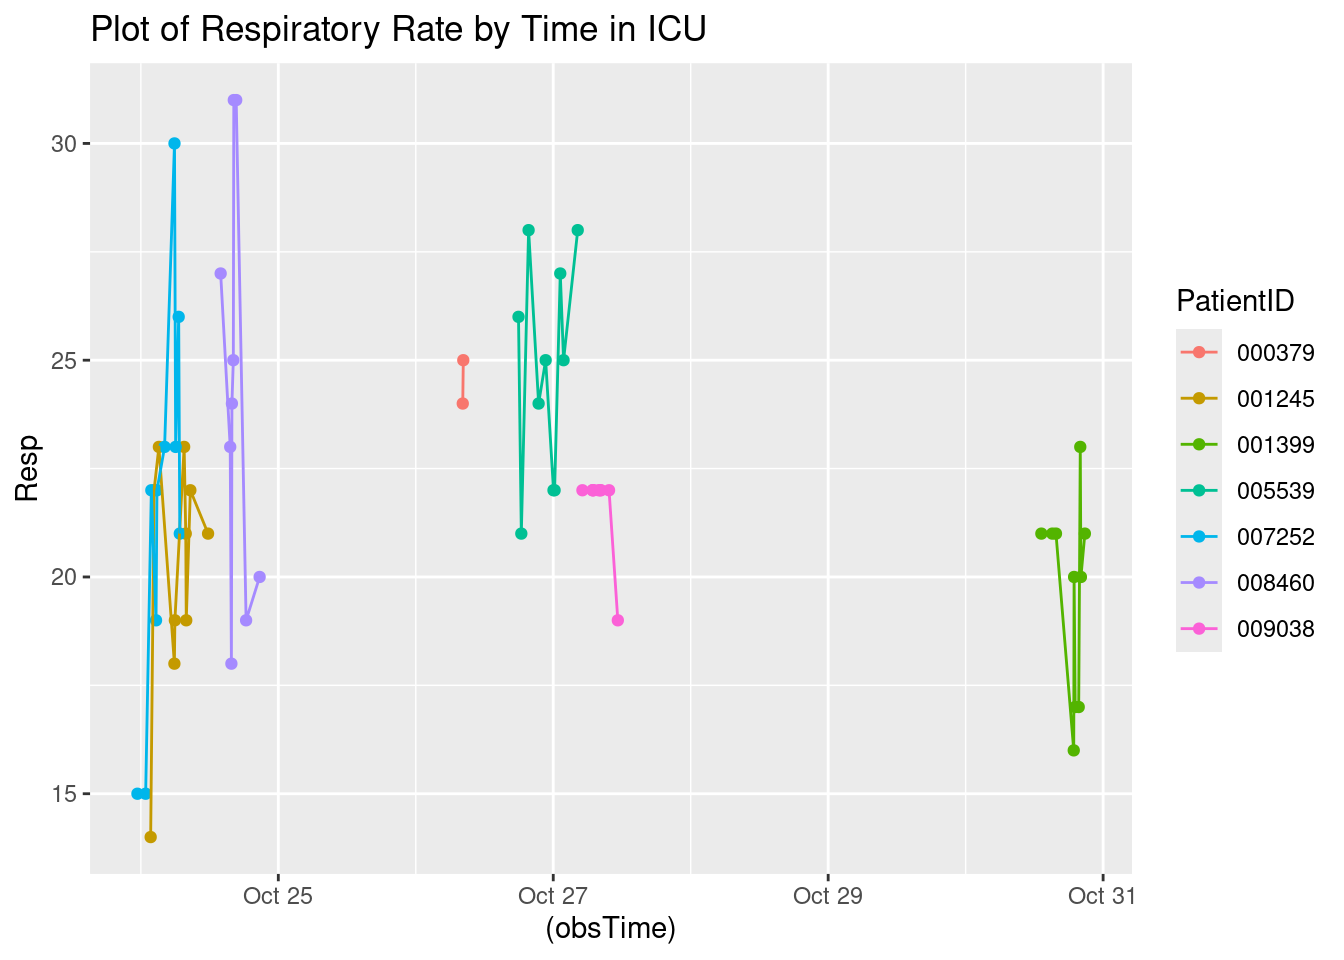 Plot of Respiratory Rate by Time in ICU
Resp
30
25
20
15
Oct 25
Oct 27
Oct 29
Oct 31
(obsTime)
PatientID
000379
001245
001399
005539
007252
008460
009038